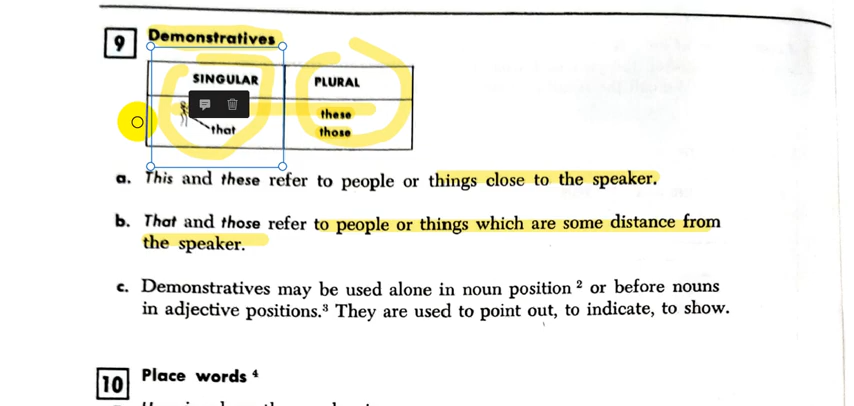 9 Demonstratives
SINGULAR PLURAL
these
that those
a. This and these refer to people or things close to the speaker.
b. That and those refer to people or things which are some distance from
the speaker.
c. Demonstratives may be used alone in noun position ² or before nouns
in adjective positions.³ They are used to point out, to indicate, to show.
10 Place words ⁴